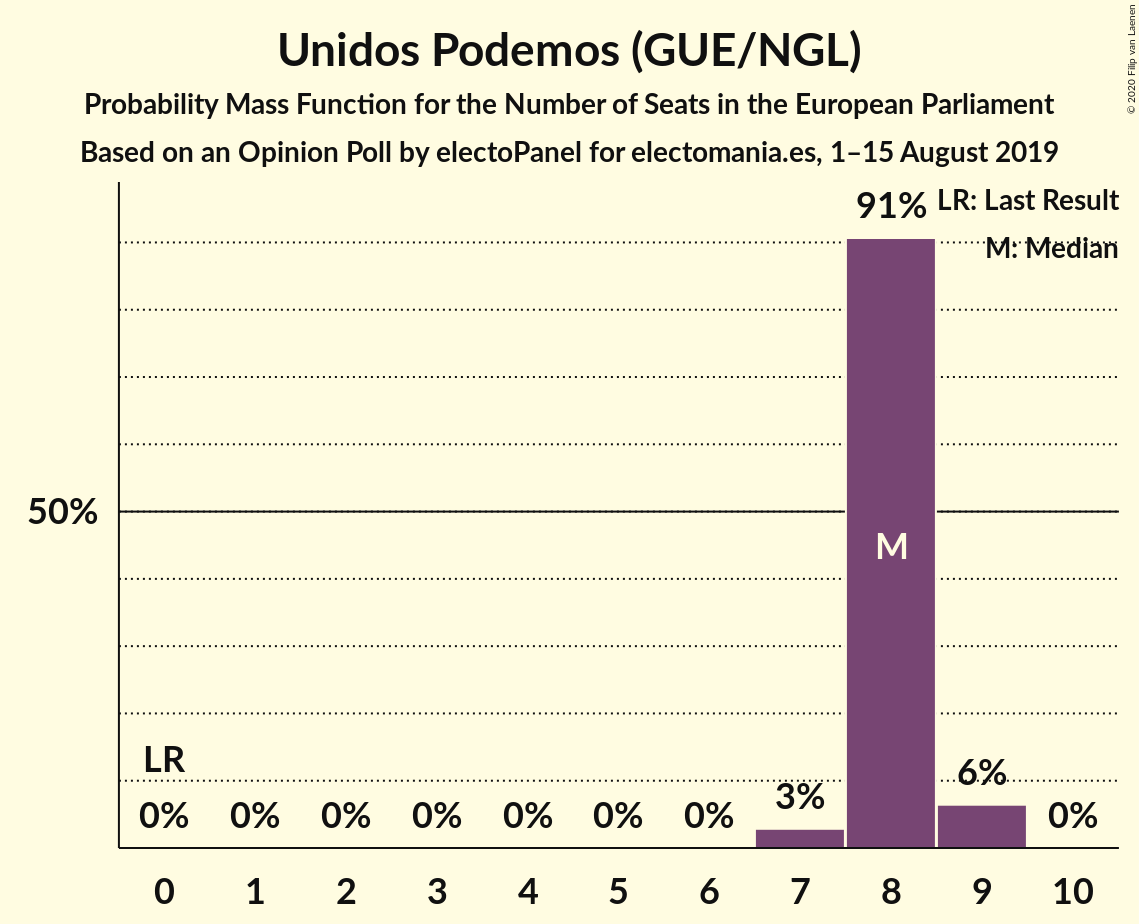 Unidos Podemos (GUE/NGL)
Probability Mass Function for the Number of Seats in the European Parliament
Based on an Opinion Poll by electoPanel for electomania.es, 1–15 August 2019
© 2020 Filip van Laenen
91%
LR: Last Result
M: Median
50%
M
LR
0% 0% 0% 0% 0% 0% 0% 3% 6% 0%
0 1 2 3 4 5 6 7 8 9 10